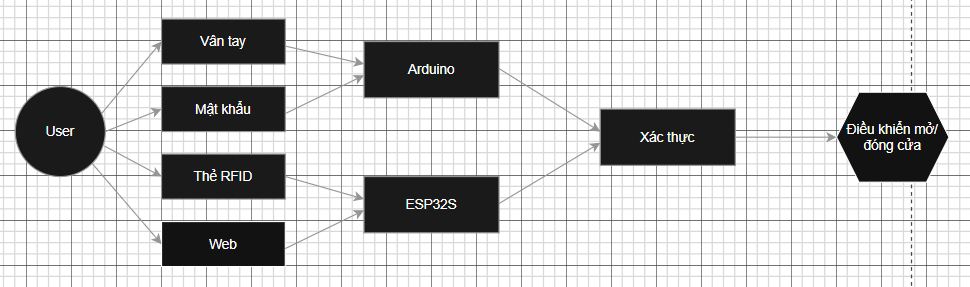 User
Vân tay
Mật khẩu
Thẻ RFID
Web
Arduino
ESP32S
Xác thực
Điều khiển mở/
đóng cửa